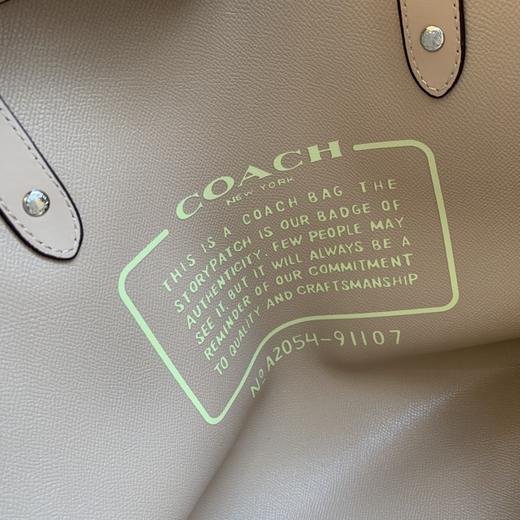 COACH
NEW YORK
THIS IS A COACH BAG THE
STORYPATCH IS OUR BADGE OF
AUTHENTICITY: FEW PEOPLE MAY
SEE IT BUT IT WILL ALWAYS BE A
REMINDER OF OUR COMMITMENT
TO QUALITY AND CRAFTSMANSHIP
Nº A2054-91107